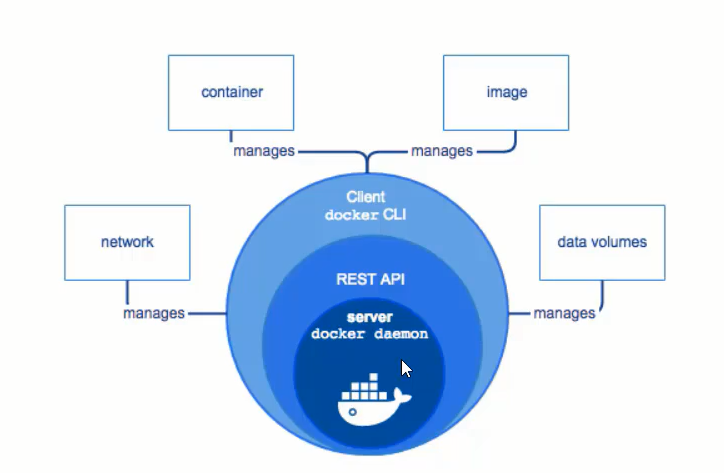 container
image
manages
manages
Client
docker CLI
network
data volumes
REST API
manages
server
manages
docker daemon